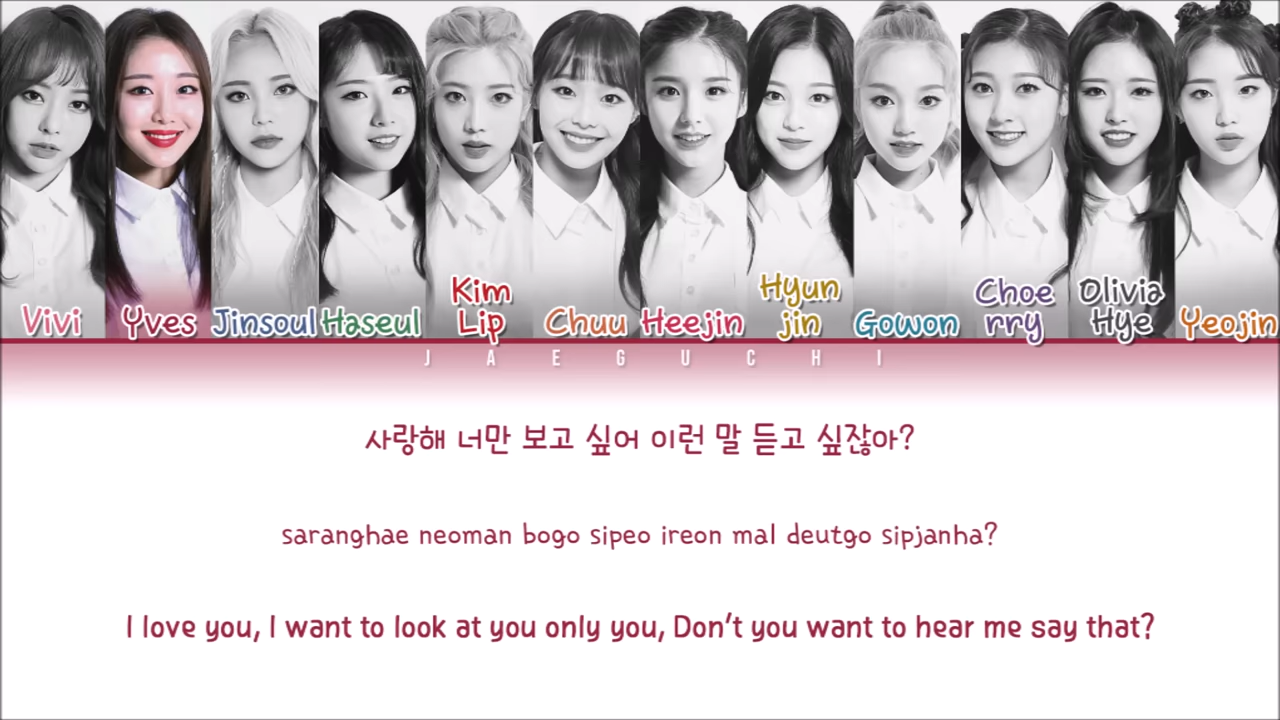 Vivi
Yves
Jinsoul
Haseul
Kim
Lip
Chuu
Heejin
Hyun
jin
Gowon
Choe
rry
Olivia
Hye
Yeojin
JAEGUCHI
사랑해 너만 보고 싶어 이런 말 듣고 싶잖아?
saranghae neoman bogo sipeo ireon mal deutgo sipjanha?
I love you, I want to look at you only you, Don't you want to hear me say that?